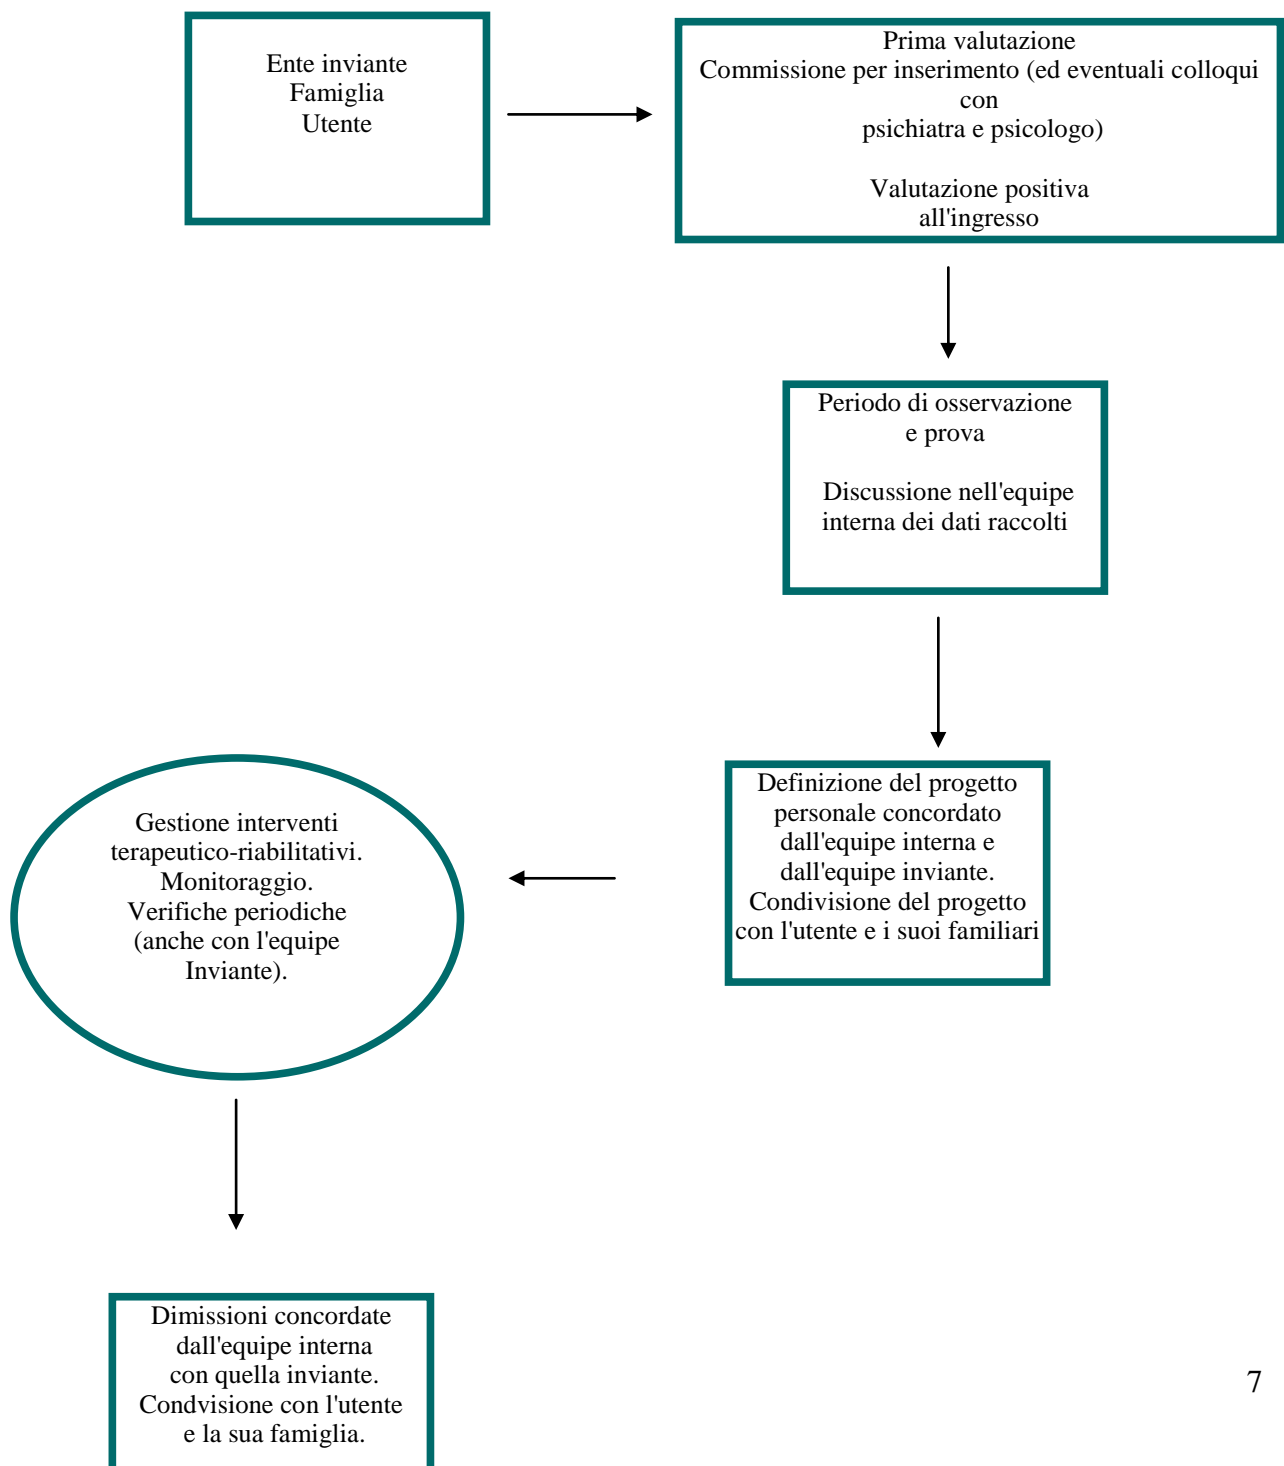 Ente inviante
Famiglia
Utente
Prima valutazione
Commissione per inserimento (ed eventuali colloqui
con
psichiatra e psicologo)
Valutazione positiva
all'ingresso
Periodo di osservazione
e prova
Discussione nell'equipe
interna dei dati raccolti
Definizione del progetto
personale concordato
dall'equipe interna e
dall'equipe inviante.
Condivisione del progetto
con l'utente e i suoi familiari
Gestione interventi
terapeutico-riabilitativi.
Monitoraggio.
Verifiche periodiche
(anche con l'equipe
Inviante).
Dimissioni concordate
dall'equipe interna
con quella inviante.
Condvisione con l'utente
e la sua famiglia.
7